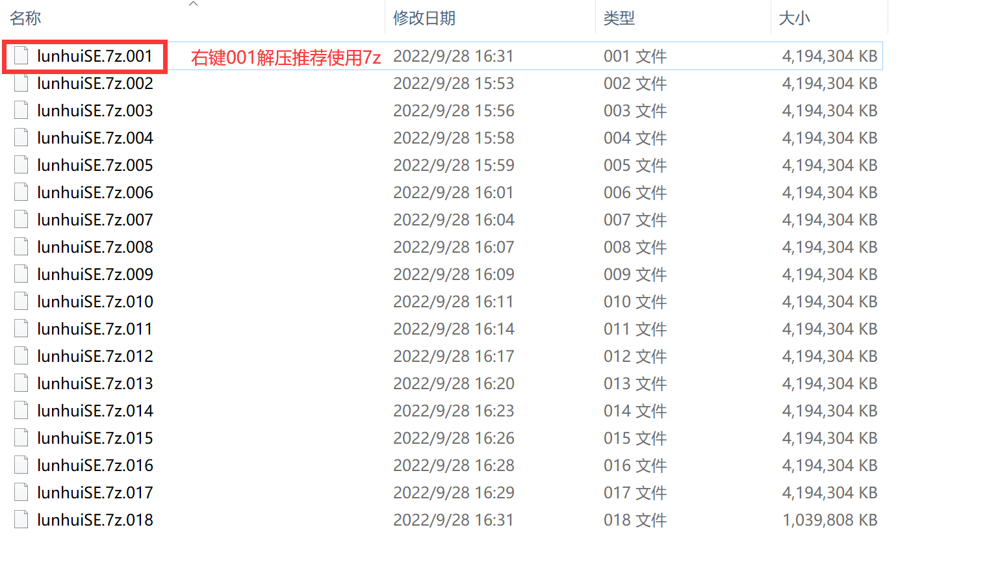 名称 修改日期 类型 大小
lunhuiSE.7z.001 右键001解压推荐使用7z 2022/9/28 16:31 001 文件 4,194,304 KB
lunhuiSE.7z.002 2022/9/28 15:53 002 文件 4,194,304 KB
lunhuiSE.7z.003 2022/9/28 15:56 003 文件 4,194,304 KB
lunhuiSE.7z.004 2022/9/28 15:58 004 文件 4,194,304 KB
lunhuiSE.7z.005 2022/9/28 15:59 005 文件 4,194,304 KB
lunhuiSE.7z.006 2022/9/28 16:01 006 文件 4,194,304 KB
lunhuiSE.7z.007 2022/9/28 16:04 007 文件 4,194,304 KB
lunhuiSE.7z.008 2022/9/28 16:07 008 文件 4,194,304 KB
lunhuiSE.7z.009 2022/9/28 16:09 009 文件 4,194,304 KB
lunhuiSE.7z.010 2022/9/28 16:11 010 文件 4,194,304 KB
lunhuiSE.7z.011 2022/9/28 16:14 011 文件 4,194,304 KB
lunhuiSE.7z.012 2022/9/28 16:17 012 文件 4,194,304 KB
lunhuiSE.7z.013 2022/9/28 16:20 013 文件 4,194,304 KB
lunhuiSE.7z.014 2022/9/28 16:23 014 文件 4,194,304 KB
lunhuiSE.7z.015 2022/9/28 16:26 015 文件 4,194,304 KB
lunhuiSE.7z.016 2022/9/28 16:28 016 文件 4,194,304 KB
lunhuiSE.7z.017 2022/9/28 16:29 017 文件 4,194,304 KB
lunhuiSE.7z.018 2022/9/28 16:31 018 文件 1,039,808 KB